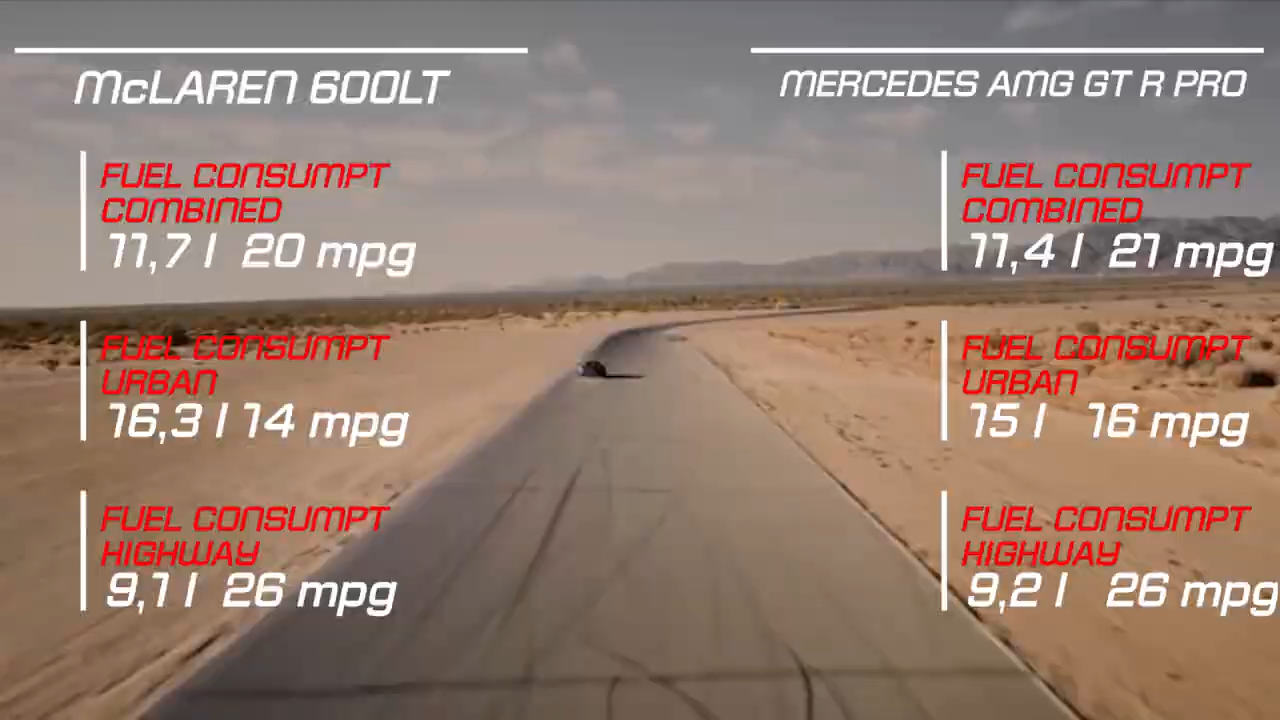 McLAREN 600LT
FUEL CONSUMPT
COMBINED
11,7 l 20 mpg
FUEL CONSUMPT
URBAN
16,3 l 14 mpg
FUEL CONSUMPT
HIGHWAY
9,1 l 26 mpg
MERCEDES AMG GT R PRO
FUEL CONSUMPT
COMBINED
11,4 l 21 mpg
FUEL CONSUMPT
URBAN
15 l 16 mpg
FUEL CONSUMPT
HIGHWAY
9,2 l 26 mpg